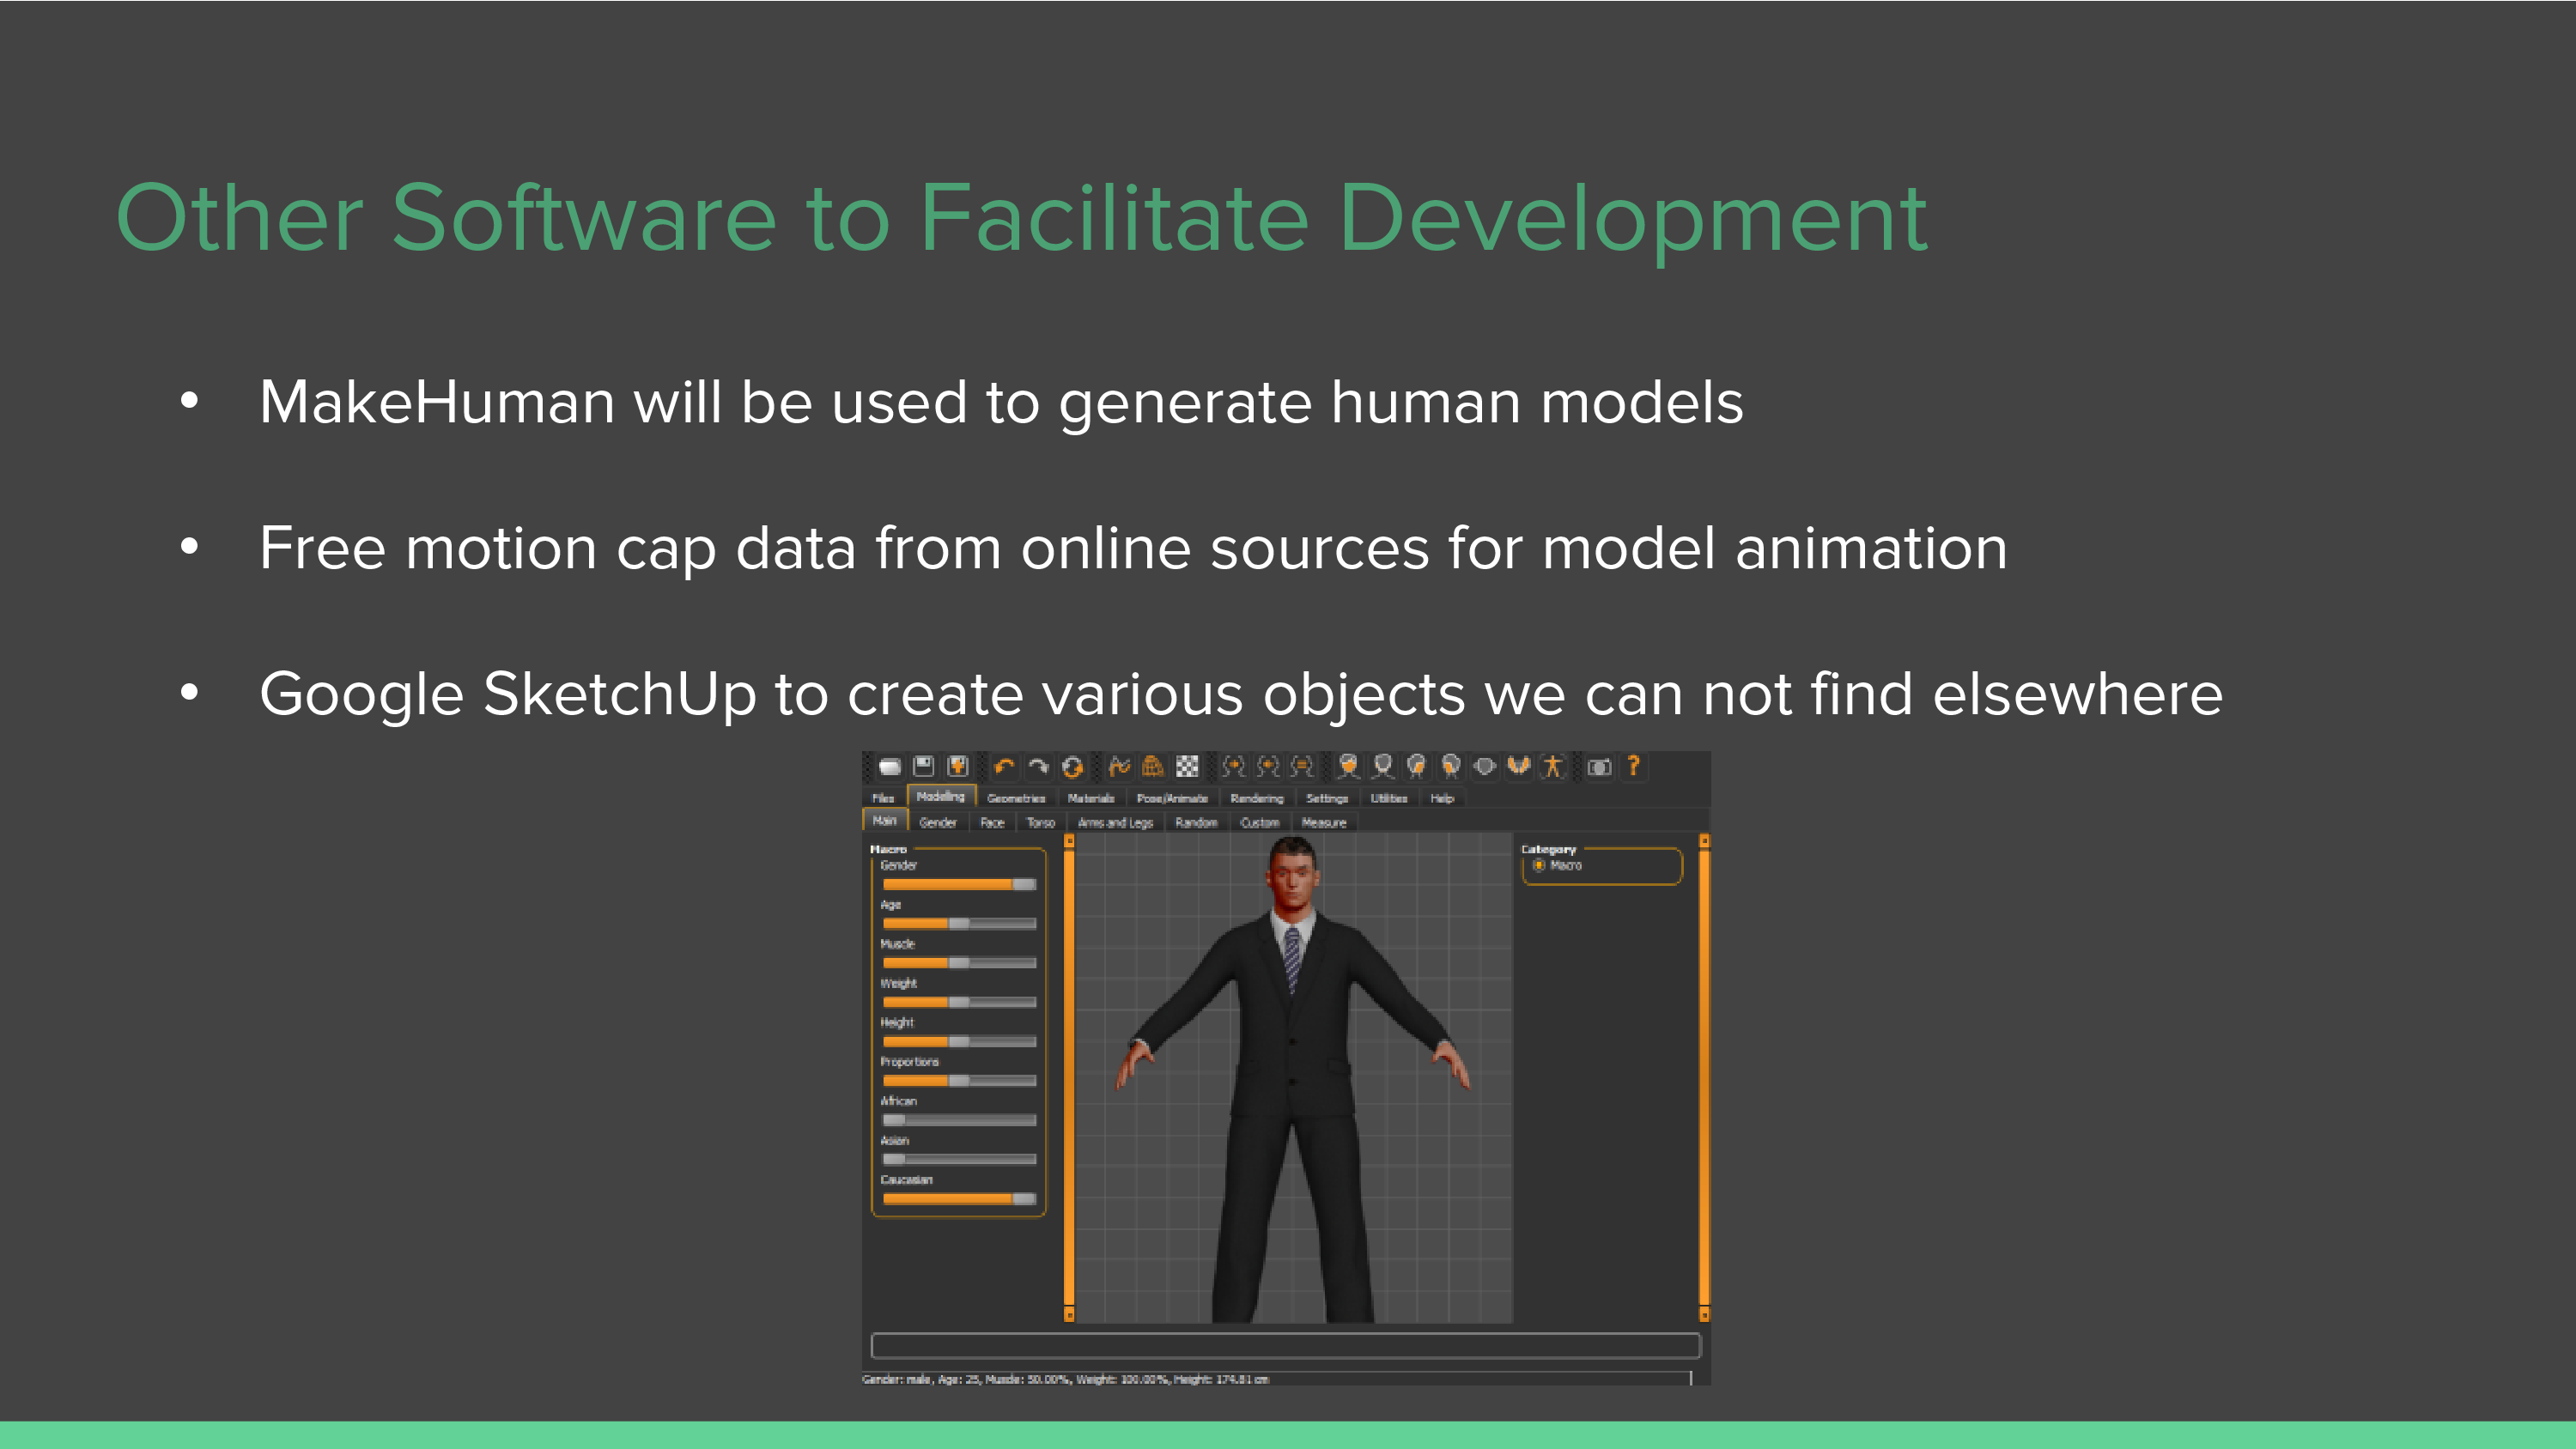 Other Software to Facilitate Development
• MakeHuman will be used to generate human models
• Free motion cap data from online sources for model animation
• Google SketchUp to create various objects we can not find elsewhere
Files Modeling Geometries Materials Pose/Animate Rendering Settings Utilities Help
Main Gender Face Torso Arms and Legs Random Custom Measure
Macro
Gender
Age
Muscle
Weight
Height
Proportions
African
Asian
Caucasian
Category
Macro
Gender: male, Age: 25, Muscle: 50.00%, Weight: 100.00%, Height: 174.81 cm